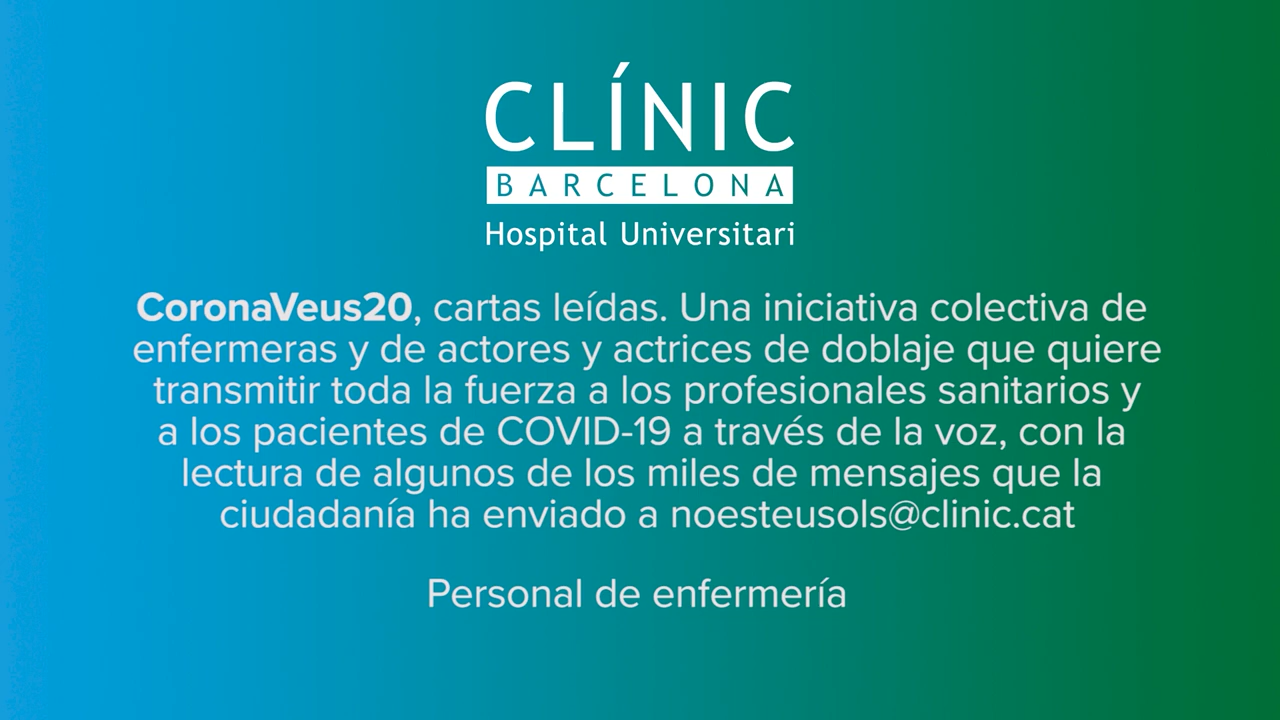 CLÍNIC
BARCELONA
Hospital Universitari
CoronaVeus20, cartas leídas. Una iniciativa colectiva de
enfermeras y de actores y actrices de doblaje que quiere
transmitir toda la fuerza a los profesionales sanitarios y
a los pacientes de COVID-19 a través de la voz, con la
lectura de algunos de los miles de mensajes que la
ciudadanía ha enviado a noesteusols@clinic.cat
Personal de enfermería